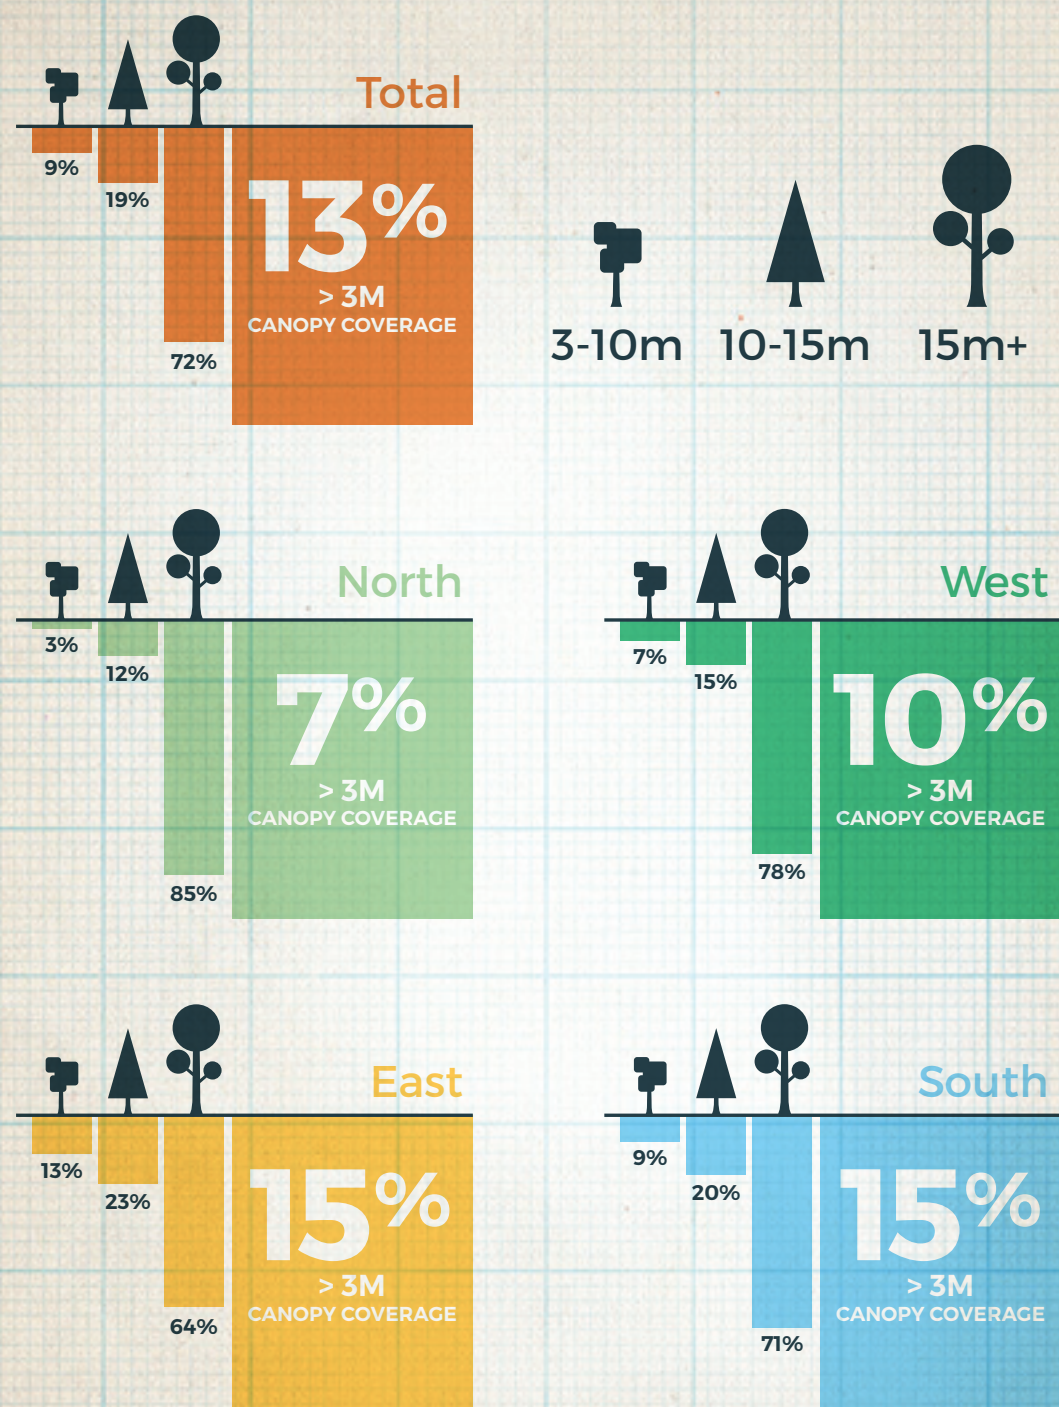 Total
9%
19%
72%
13%
> 3M
CANOPY COVERAGE
3-10m
10-15m
15m+
North
3%
12%
85%
7%
> 3M
CANOPY COVERAGE
West
7%
15%
78%
10%
> 3M
CANOPY COVERAGE
East
13%
23%
64%
15%
> 3M
CANOPY COVERAGE
South
9%
20%
71%
15%
> 3M
CANOPY COVERAGE